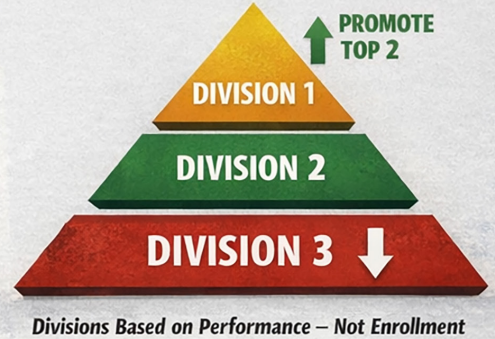 PROMOTE
TOP 2
DIVISION 1
DIVISION 2
DIVISION 3
Divisions Based on Performance – Not Enrollment